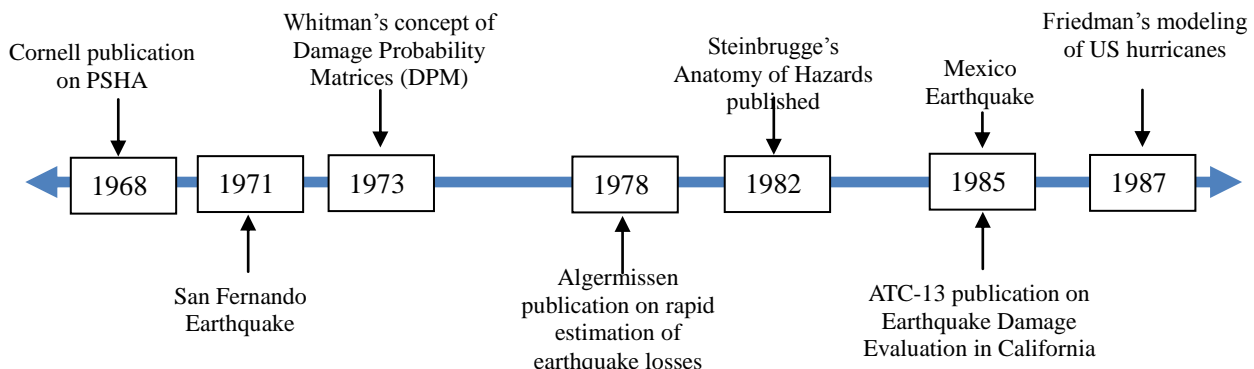 Cornell publication
on PSHA
Whitman’s concept of
Damage Probability
Matrices (DPM)
Steinbrugge’s
Anatomy of Hazards
published
Mexico
Earthquake
Friedman’s modeling
of US hurricanes
1968
1971
1973
1978
1982
1985
1987
San Fernando
Earthquake
Algermissen
publication on rapid
estimation of
earthquake losses
ATC-13 publication on
Earthquake Damage
Evaluation in California